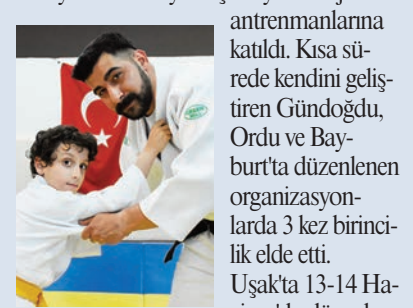 antrenmanlarına
katıldı. Kısa sü-
rede kendini geliş-
tiren Gündoğdu,
Ordu ve Bay-
burt'ta düzenlenen
organizasyon-
larda 3 kez birinci-
lik elde etti.
Uşak'ta 13-14 Ha-